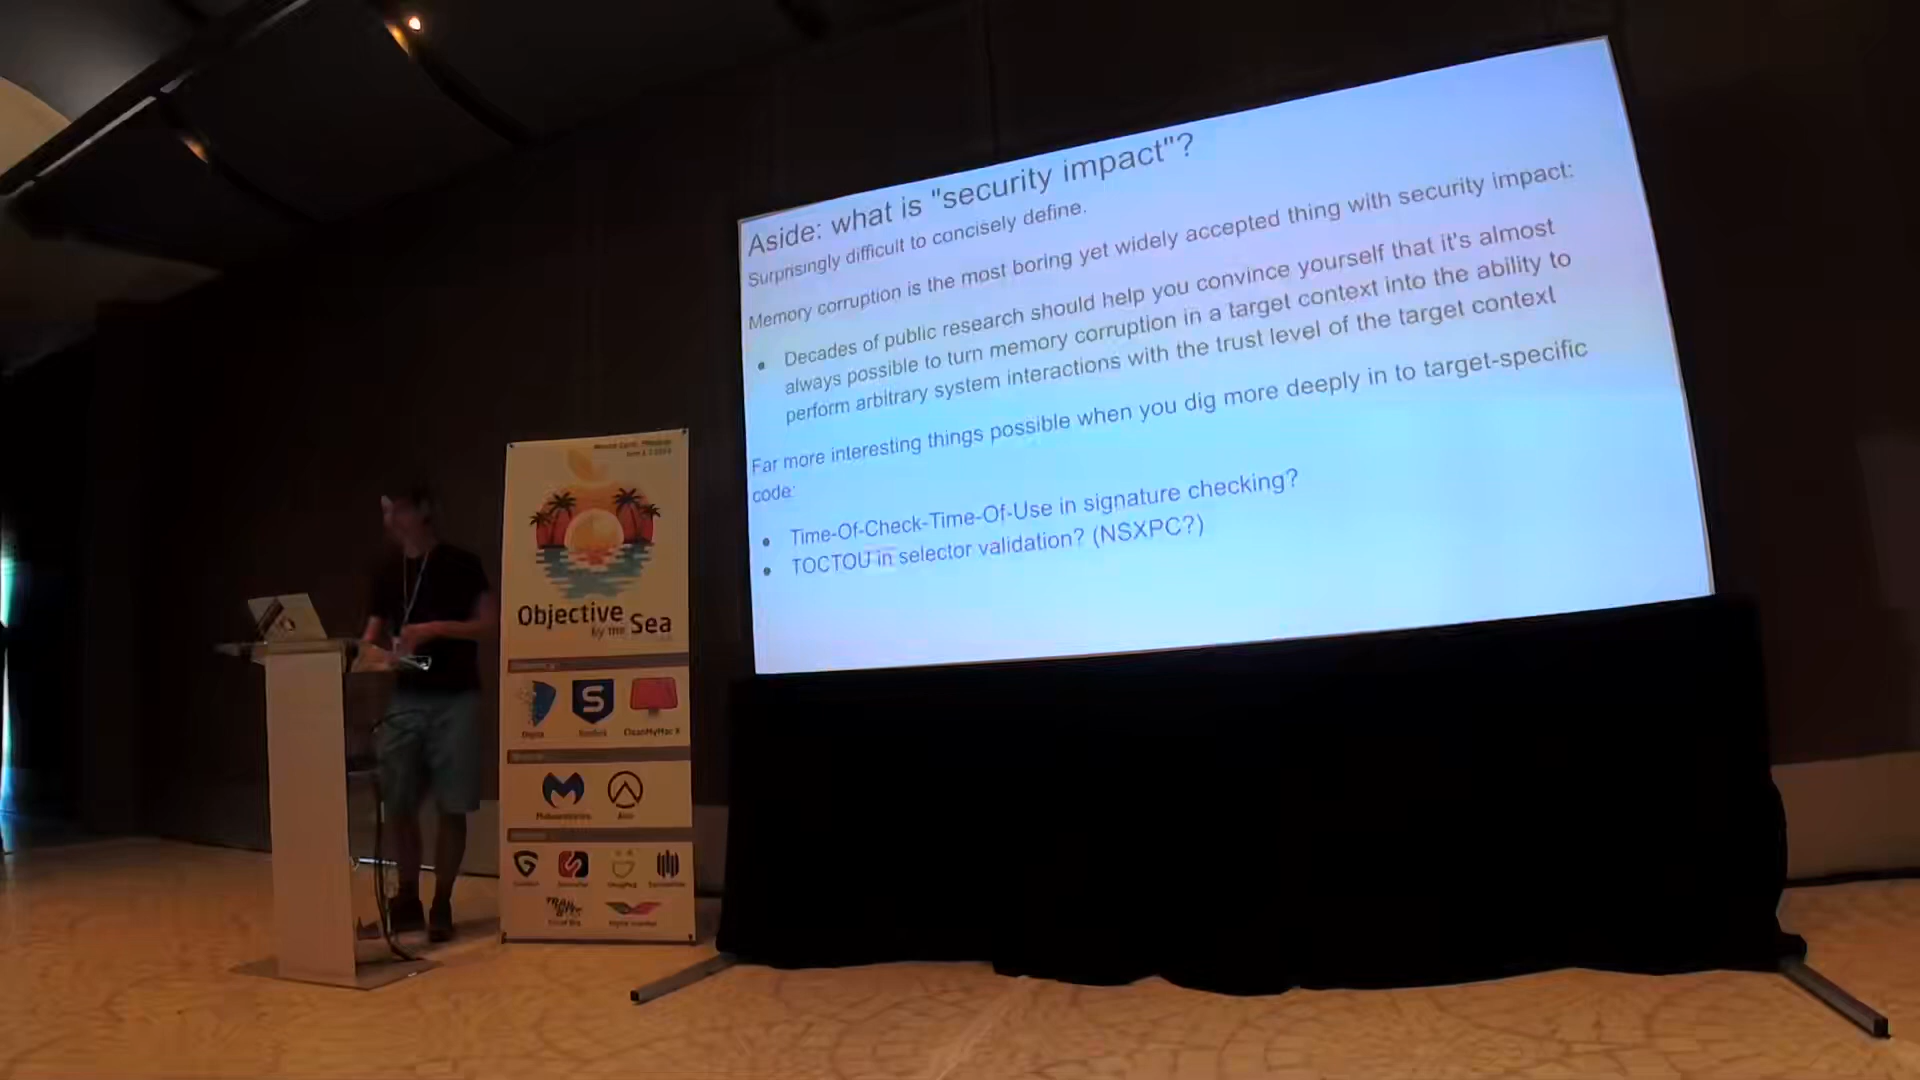 Aside: what is "security impact"?
Surprisingly difficult to concisely define.
Memory corruption is the most boring yet widely accepted thing with security impact:
• Decades of public research should help you convince yourself that it's almost
always possible to turn memory corruption in a target context into the ability to
perform arbitrary system interactions with the trust level of the target context
Far more interesting things possible when you dig more deeply in to target-specific
code:
• Time-Of-Check-Time-Of-Use in signature checking?
• TOCTOU in selector validation? (NSXPC?)
Objective
by the Sea
CleanMyMac X
Malwarebytes